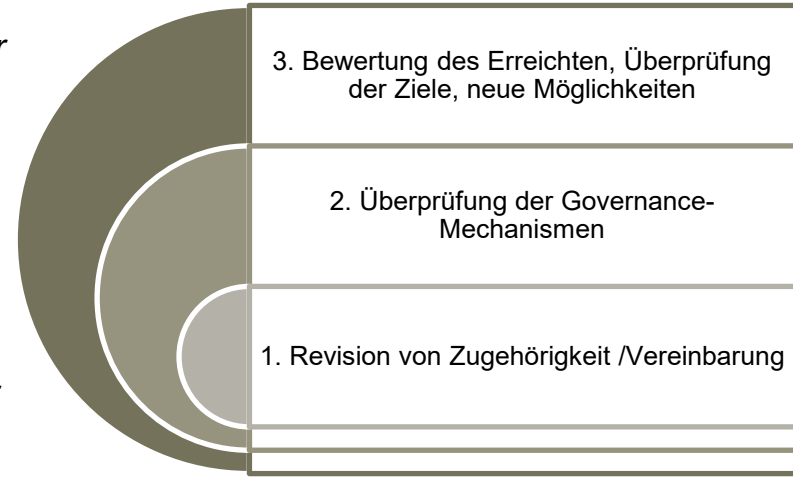 r
3. Bewertung des Erreichten, Überprüfung
der Ziele, neue Möglichkeiten
2. Überprüfung der Governance-
Mechanismen
1. Revision von Zugehörigkeit /Vereinbarung